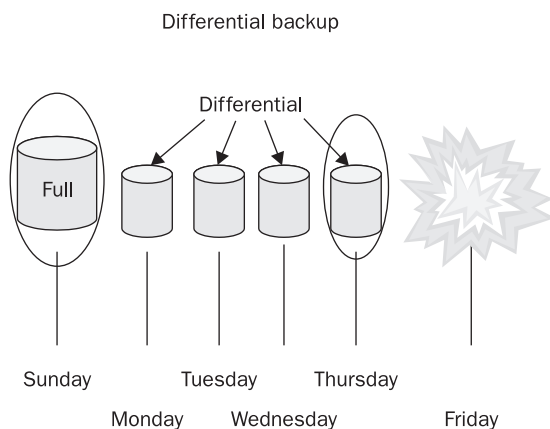 Differential backup
Differential
Full
Sunday
Tuesday
Thursday
Monday
Wednesday
Friday